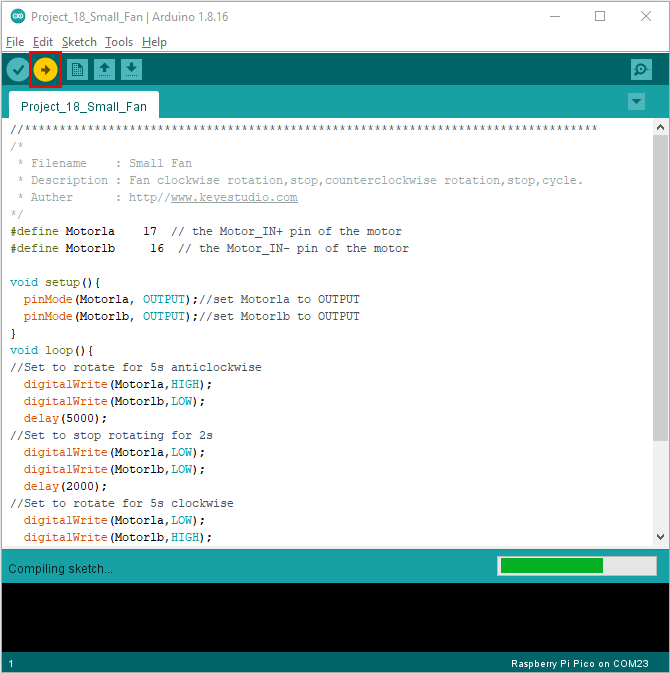 Project_18_Small_Fan | Arduino 1.8.16
File Edit Sketch Tools Help
Project_18_Small_Fan
//**********************************************************************************
/*
 * Filename    : Small Fan
 * Description : Fan clockwise rotation,stop,counterclockwise rotation,stop,cycle.
 * Auther      : http//www.keyestudio.com
*/
#define Motorla    17  // the Motor_IN+ pin of the motor
#define Motorlb     16  // the Motor_IN- pin of the motor
void setup(){
  pinMode(Motorla, OUTPUT);//set Motorla to OUTPUT
  pinMode(Motorlb, OUTPUT);//set Motorlb to OUTPUT
}
void loop(){
//Set to rotate for 5s anticlockwise
  digitalWrite(Motorla,HIGH);
  digitalWrite(Motorlb,LOW);
  delay(5000);
//Set to stop rotating for 2s
  digitalWrite(Motorla,LOW);
  digitalWrite(Motorlb,LOW);
  delay(2000);
//Set to rotate for 5s clockwise
  digitalWrite(Motorla,LOW);
  digitalWrite(Motorlb,HIGH);
Compiling sketch...
1 Raspberry Pi Pico on COM23